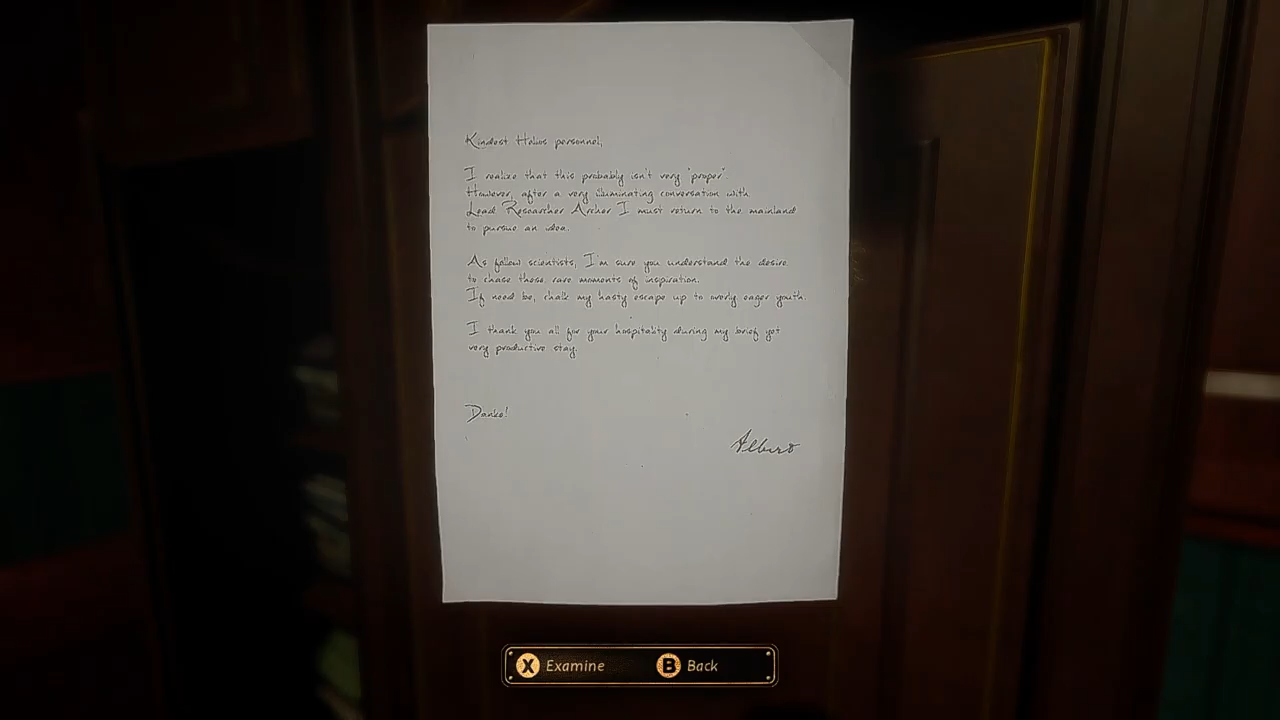 Kindest Helios personnel,
I realize that this probably isn't very "proper".
However, after a very illuminating conversation with
Lead Researcher Archer I must return to the mainland
to pursue an idea.
As fellow scientists, I'm sure you understand the desire
to chase these rare moments of inspiration.
If need be, chalk my hasty escape up to overly eager youth.
I thank you all for your hospitality during my brief yet
very productive stay.
Danke!
Albert
X Examine B Back